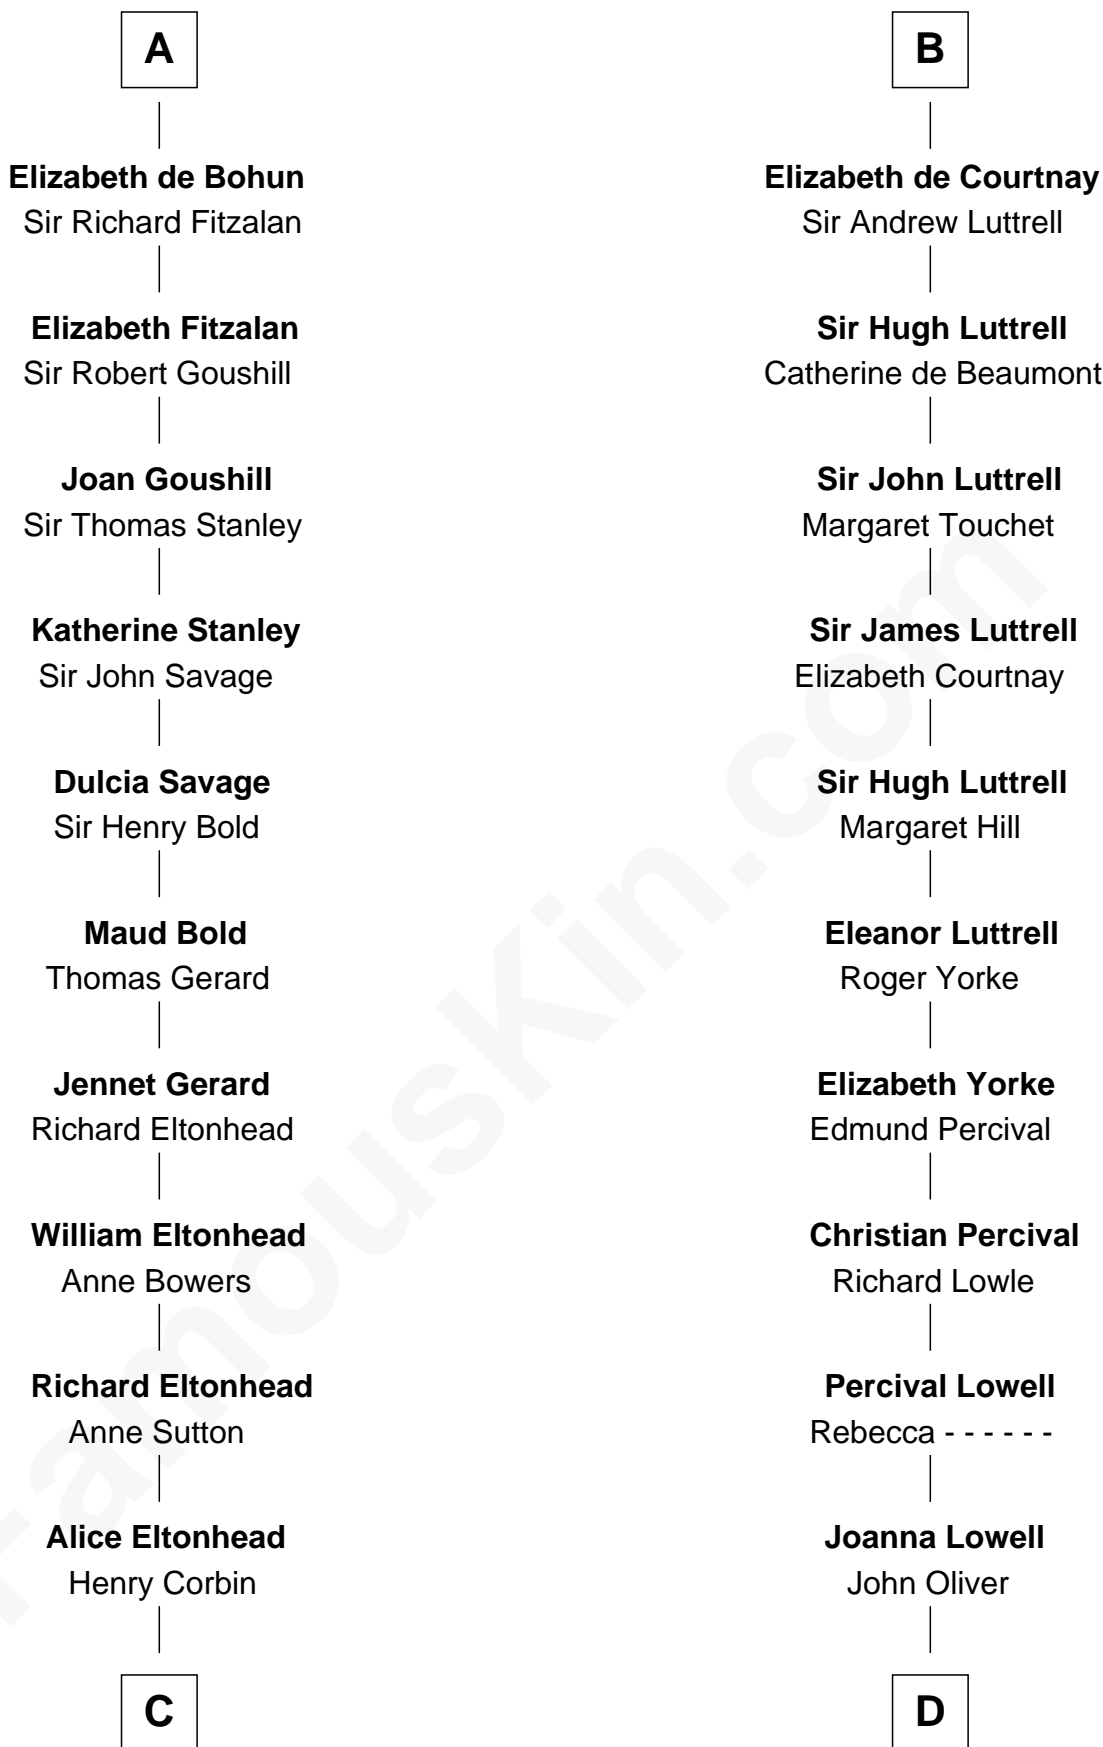 A
Elizabeth de Bohun
Sir Richard Fitzalan
Elizabeth Fitzalan
Sir Robert Goushill
Joan Goushill
Sir Thomas Stanley
Katherine Stanley
Sir John Savage
Dulcia Savage
Sir Henry Bold
Maud Bold
Thomas Gerard
Jennet Gerard
Richard Eltonhead
William Eltonhead
Anne Bowers
Richard Eltonhead
Anne Sutton
Alice Eltonhead
Henry Corbin
C
B
Elizabeth de Courtnay
Sir Andrew Luttrell
Sir Hugh Luttrell
Catherine de Beaumont
Sir John Luttrell
Margaret Touchet
Sir James Luttrell
Elizabeth Courtnay
Sir Hugh Luttrell
Margaret Hill
Eleanor Luttrell
Roger Yorke
Elizabeth Yorke
Edmund Percival
Christian Percival
Richard Lowle
Percival Lowell
Rebecca - - - - - -
Joanna Lowell
John Oliver
D
FamousKin.com